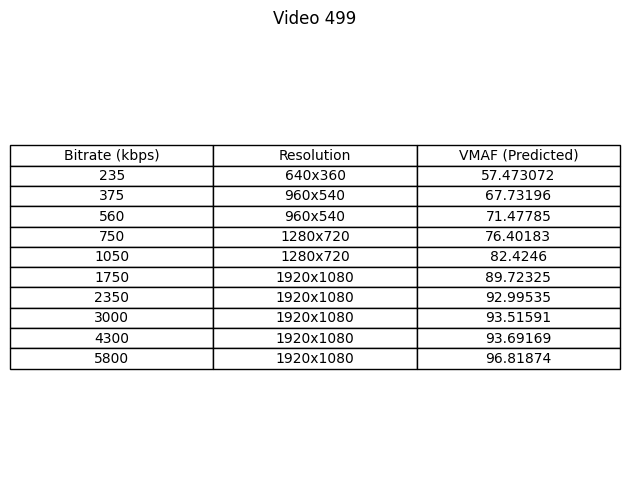 Video 499
Bitrate (kbps) Resolution VMAF (Predicted)
235 640x360 57.473072
375 960x540 67.73196
560 960x540 71.47785
750 1280x720 76.40183
1050 1280x720 82.4246
1750 1920x1080 89.72325
2350 1920x1080 92.99535
3000 1920x1080 93.51591
4300 1920x1080 93.69169
5800 1920x1080 96.81874